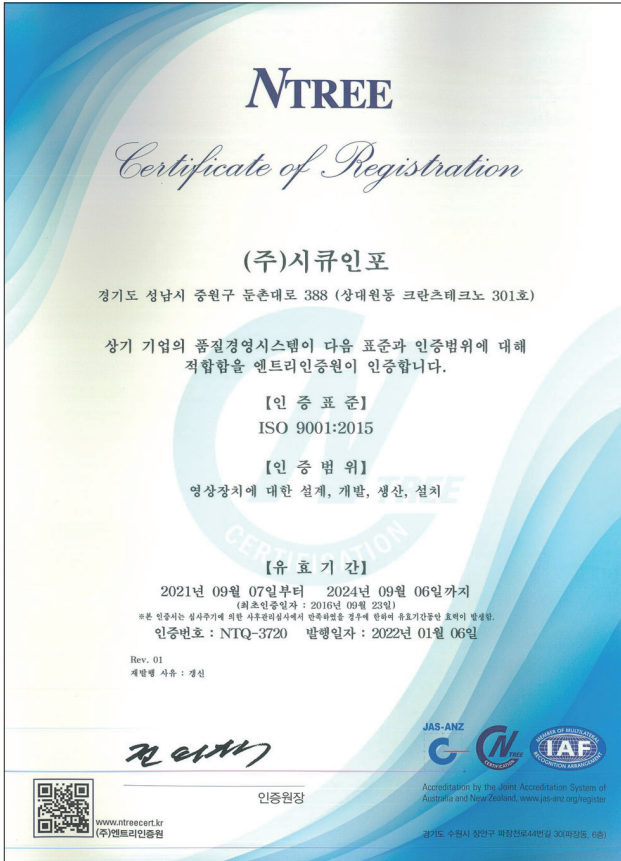 NTREE
Certificate of Registration
(주)시큐인포
경기도 성남시 중원구 둔촌대로 388 (상대원동 크란츠테크노 301호)
상기 기업의 품질경영시스템이 다음 표준과 인증범위에 대해
적합함을 엔트리인증원이 인증합니다.
【인 증 표 준】
ISO 9001:2015
【인 증 범 위】
영상장치에 대한 설계, 개발, 생산, 설치
NTREE
CERTIFICATION
【유 효 기 간】
2021년 09월 07일부터 2024년 09월 06일까지
(최초인증일자 : 2016년 09월 23일)
※본 인증서는 심사주기에 의한 사후관리심사에서 만족하였을 경우에 한하여 유효기간동안 효력이 발생함.
인증번호 : NTQ-3720 발행일자 : 2022년 01월 06일
Rev. 01
재발행 사유 : 갱신
인증원장
www.ntreecert.kr
(주)엔트리인증원
JAS-ANZ
NTREE
CERTIFICATION
MEMBER OF MULTILATERAL
IAF
RECOGNITION ARRANGEMENT
Accreditation by the Joint Accreditation System of
Australia and New Zealand, www.jas-anz.org/register
경기도 수원시 장안구 파장천로44번길 30(파장동, 6층)